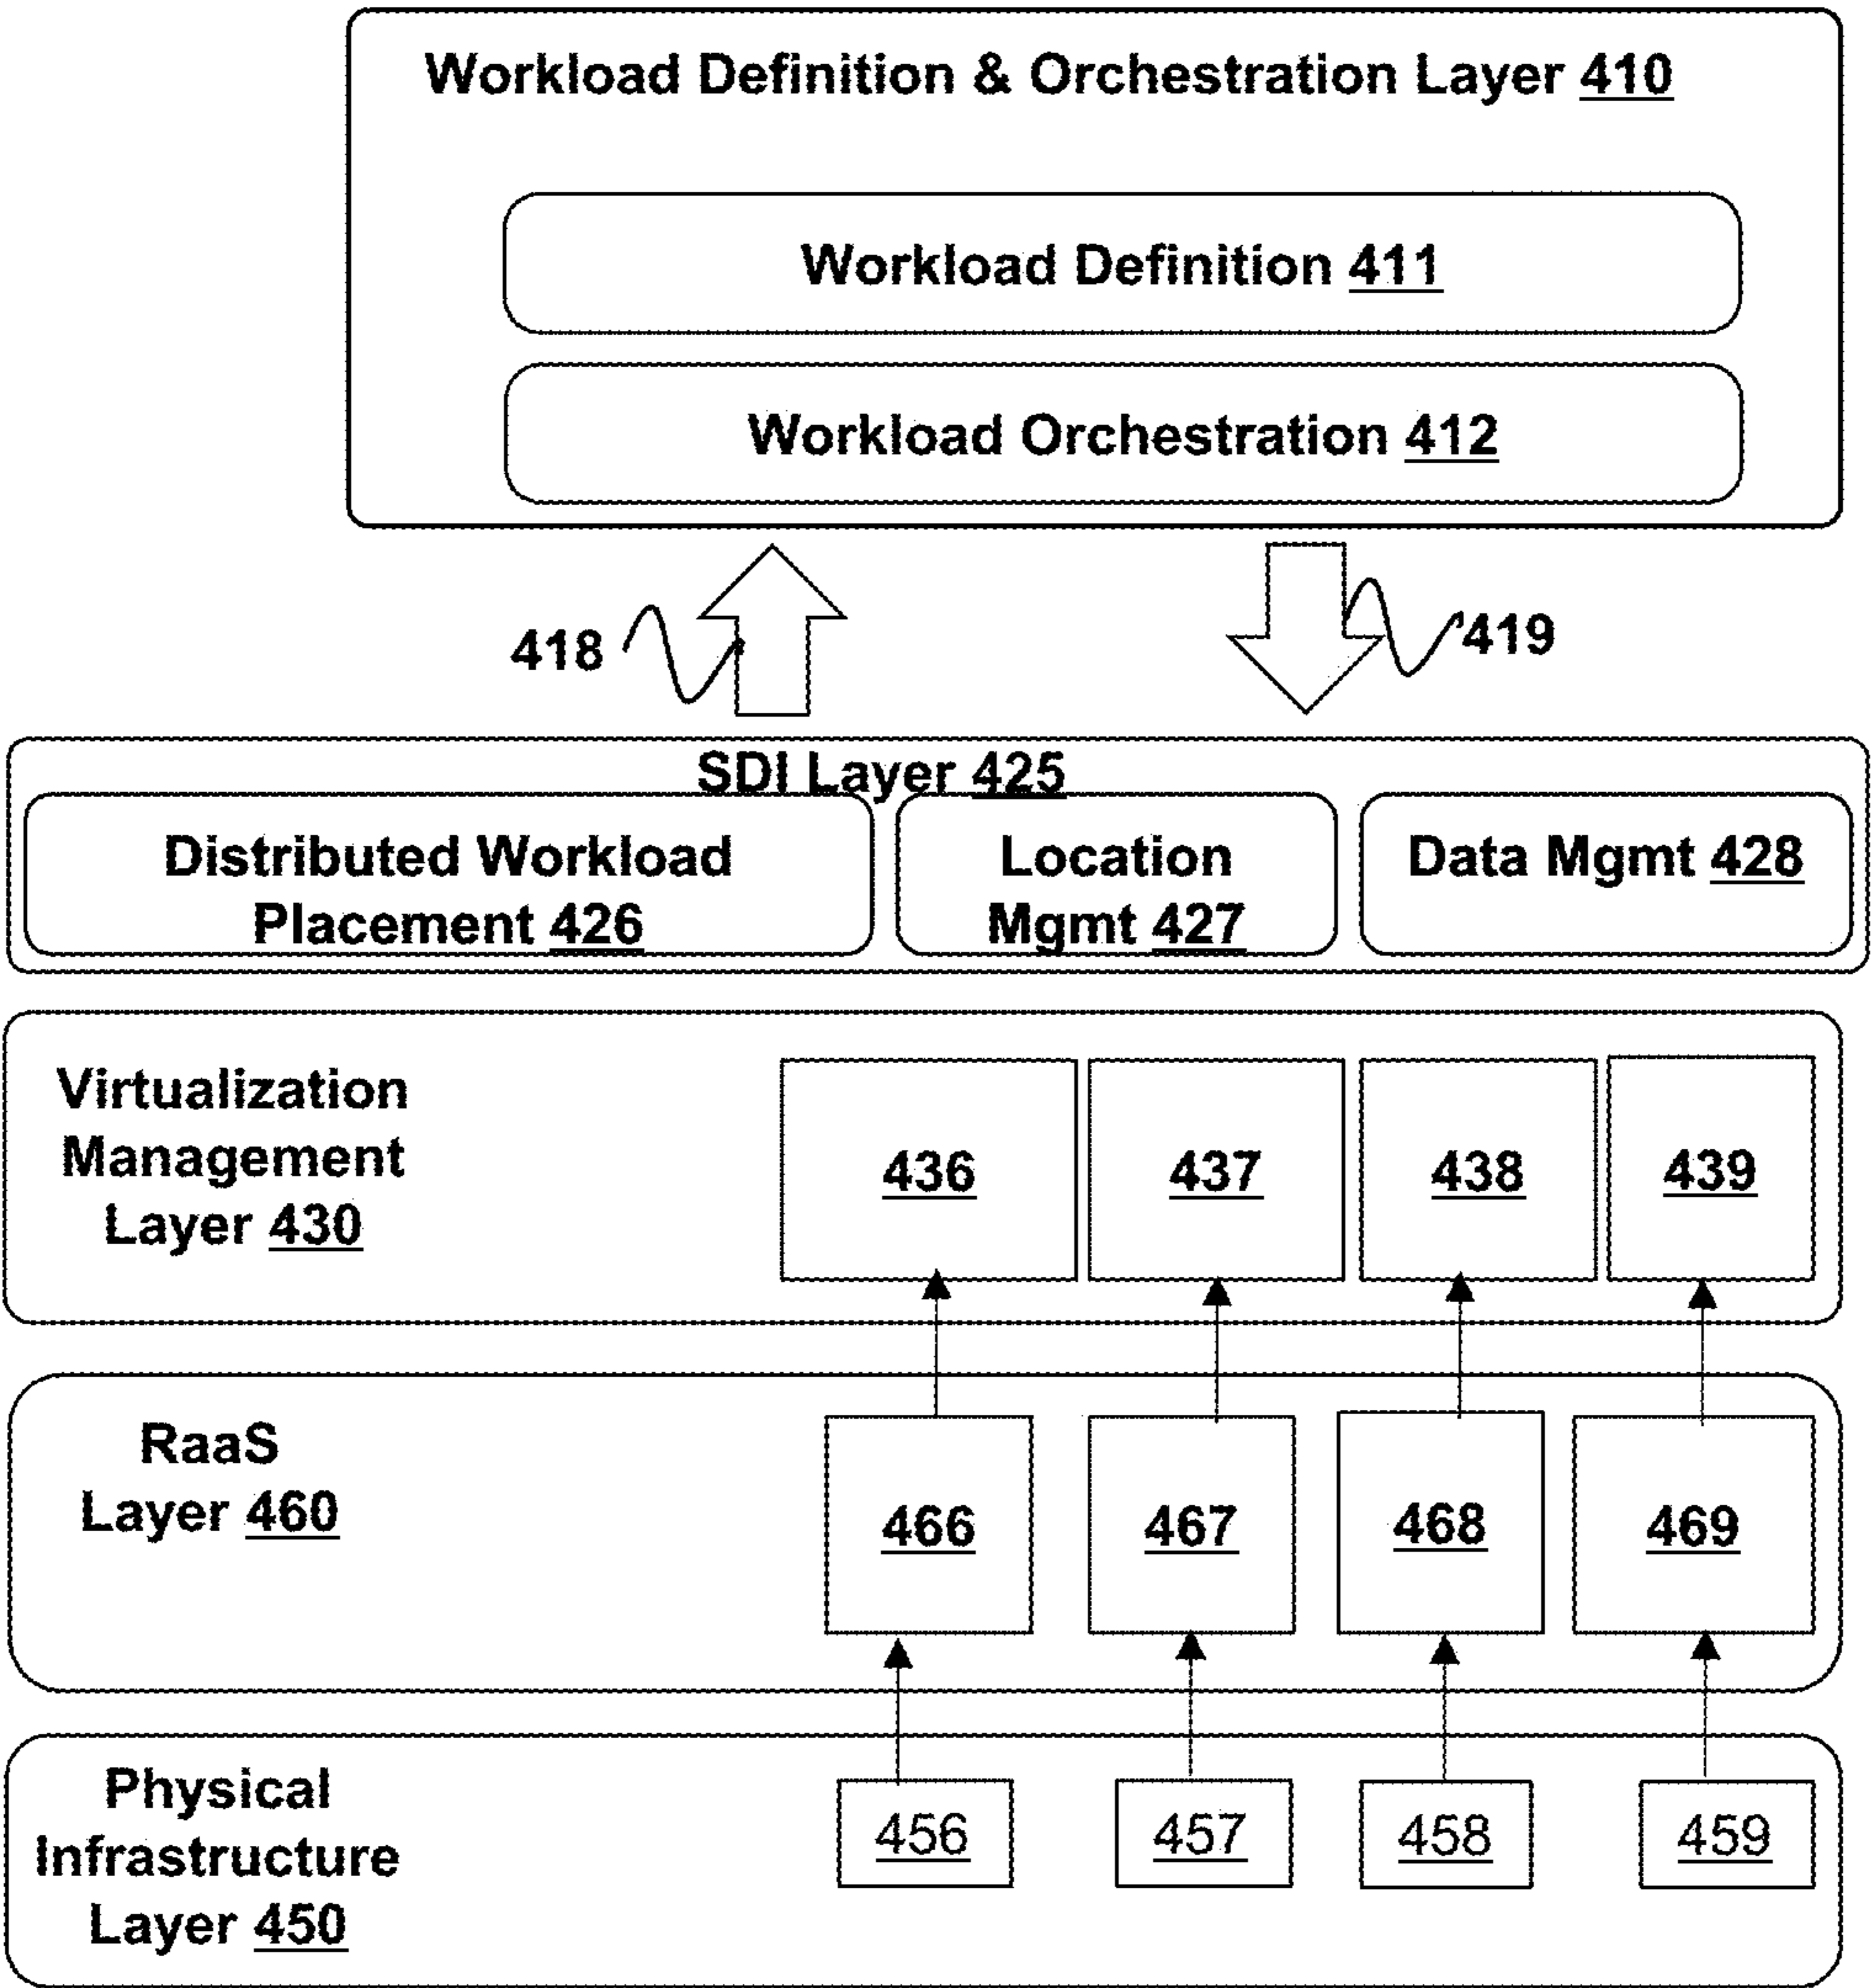 Workload Definition & Orchestration Layer 410
Workload Definition 411
Workload Orchestration 412
418
419
SDI Layer 425
Distributed Workload
Placement 426
Location
Mgmt 427
Data Mgmt 428
Virtualization
Management
Layer 430
436
437
438
439
RaaS
Layer 460
466
467
468
469
Physical
Infrastructure
Layer 450
456
457
458
459